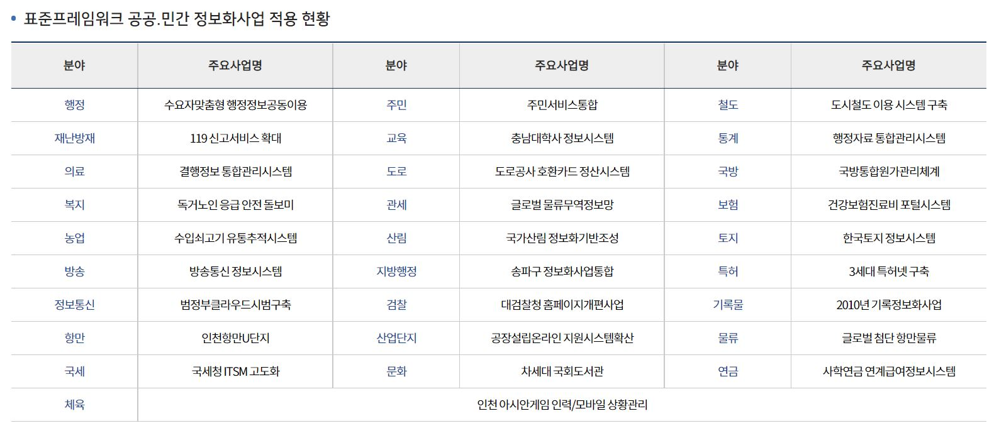 표준프레임워크 공공.민간 정보화사업 적용 현황
분야 주요사업명 분야 주요사업명 분야 주요사업명
행정 수요자맞춤형 행정정보공동이용 주민 주민서비스통합 철도 도시철도 이용 시스템 구축
재난방재 119 신고서비스 확대 교육 충남대학사 정보시스템 통계 행정자료 통합관리시스템
의료 결행정보 통합관리시스템 도로 도로공사 호환카드 정산시스템 국방 국방통합원가관리체계
복지 독거노인 응급 안전 돌보미 관세 글로벌 물류무역정보망 보험 건강보험진료비 포털시스템
농업 수입쇠고기 유통추적시스템 산림 국가산림 정보화기반조성 토지 한국토지 정보시스템
방송 방송통신 정보시스템 지방행정 송파구 정보화사업통합 특허 3세대 특허넷 구축
정보통신 범정부클라우드시범구축 검찰 대검찰청 홈페이지개편사업 기록물 2010년 기록정보화사업
항만 인천항만U단지 산업단지 공장설립온라인 지원시스템확산 물류 글로벌 첨단 항만물류
국세 국세청 ITSM 고도화 문화 차세대 국회도서관 연금 사학연금 연계급여정보시스템
체육 인천 아시안게임 인력/모바일 상황관리